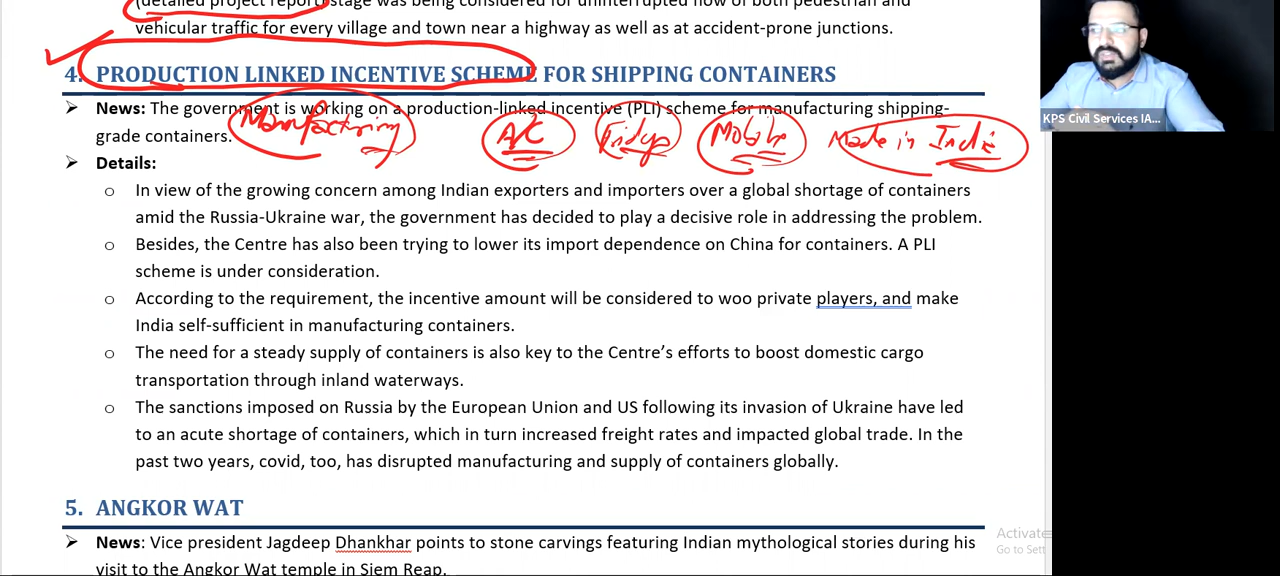 (detailed project report) stage was being considered for uninterrupted flow of both pedestrian and
vehicular traffic for every village and town near a highway as well as at accident-prone junctions.
4. PRODUCTION LINKED INCENTIVE SCHEME FOR SHIPPING CONTAINERS
➤ News: The government is working on a production-linked incentive (PLI) scheme for manufacturing shipping-
grade containers.
Manufacturing A/C Fridge Mobile Made in India
➤ Details:
o In view of the growing concern among Indian exporters and importers over a global shortage of containers
amid the Russia-Ukraine war, the government has decided to play a decisive role in addressing the problem.
o Besides, the Centre has also been trying to lower its import dependence on China for containers. A PLI
scheme is under consideration.
o According to the requirement, the incentive amount will be considered to woo private players, and make
India self-sufficient in manufacturing containers.
o The need for a steady supply of containers is also key to the Centre's efforts to boost domestic cargo
transportation through inland waterways.
o The sanctions imposed on Russia by the European Union and US following its invasion of Ukraine have led
to an acute shortage of containers, which in turn increased freight rates and impacted global trade. In the
past two years, covid, too, has disrupted manufacturing and supply of containers globally.
5. ANGKOR WAT
➤ News: Vice president Jagdeep Dhankhar points to stone carvings featuring Indian mythological stories during his
visit to the Angkor Wat temple in Siem Reap.
KPS Civil Services IA...
Activate
Go to Sett